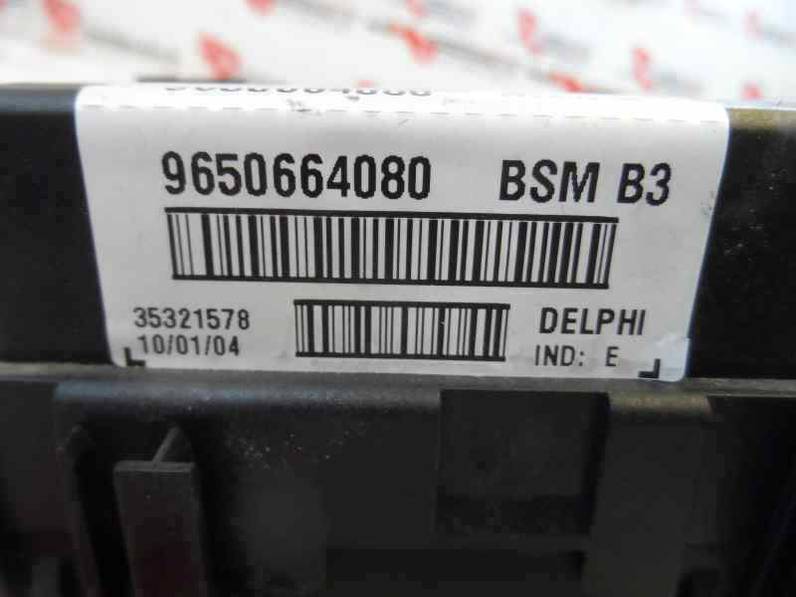 9650664080 BSM B3
35321578 DELPHI
10/01/04 IND: E